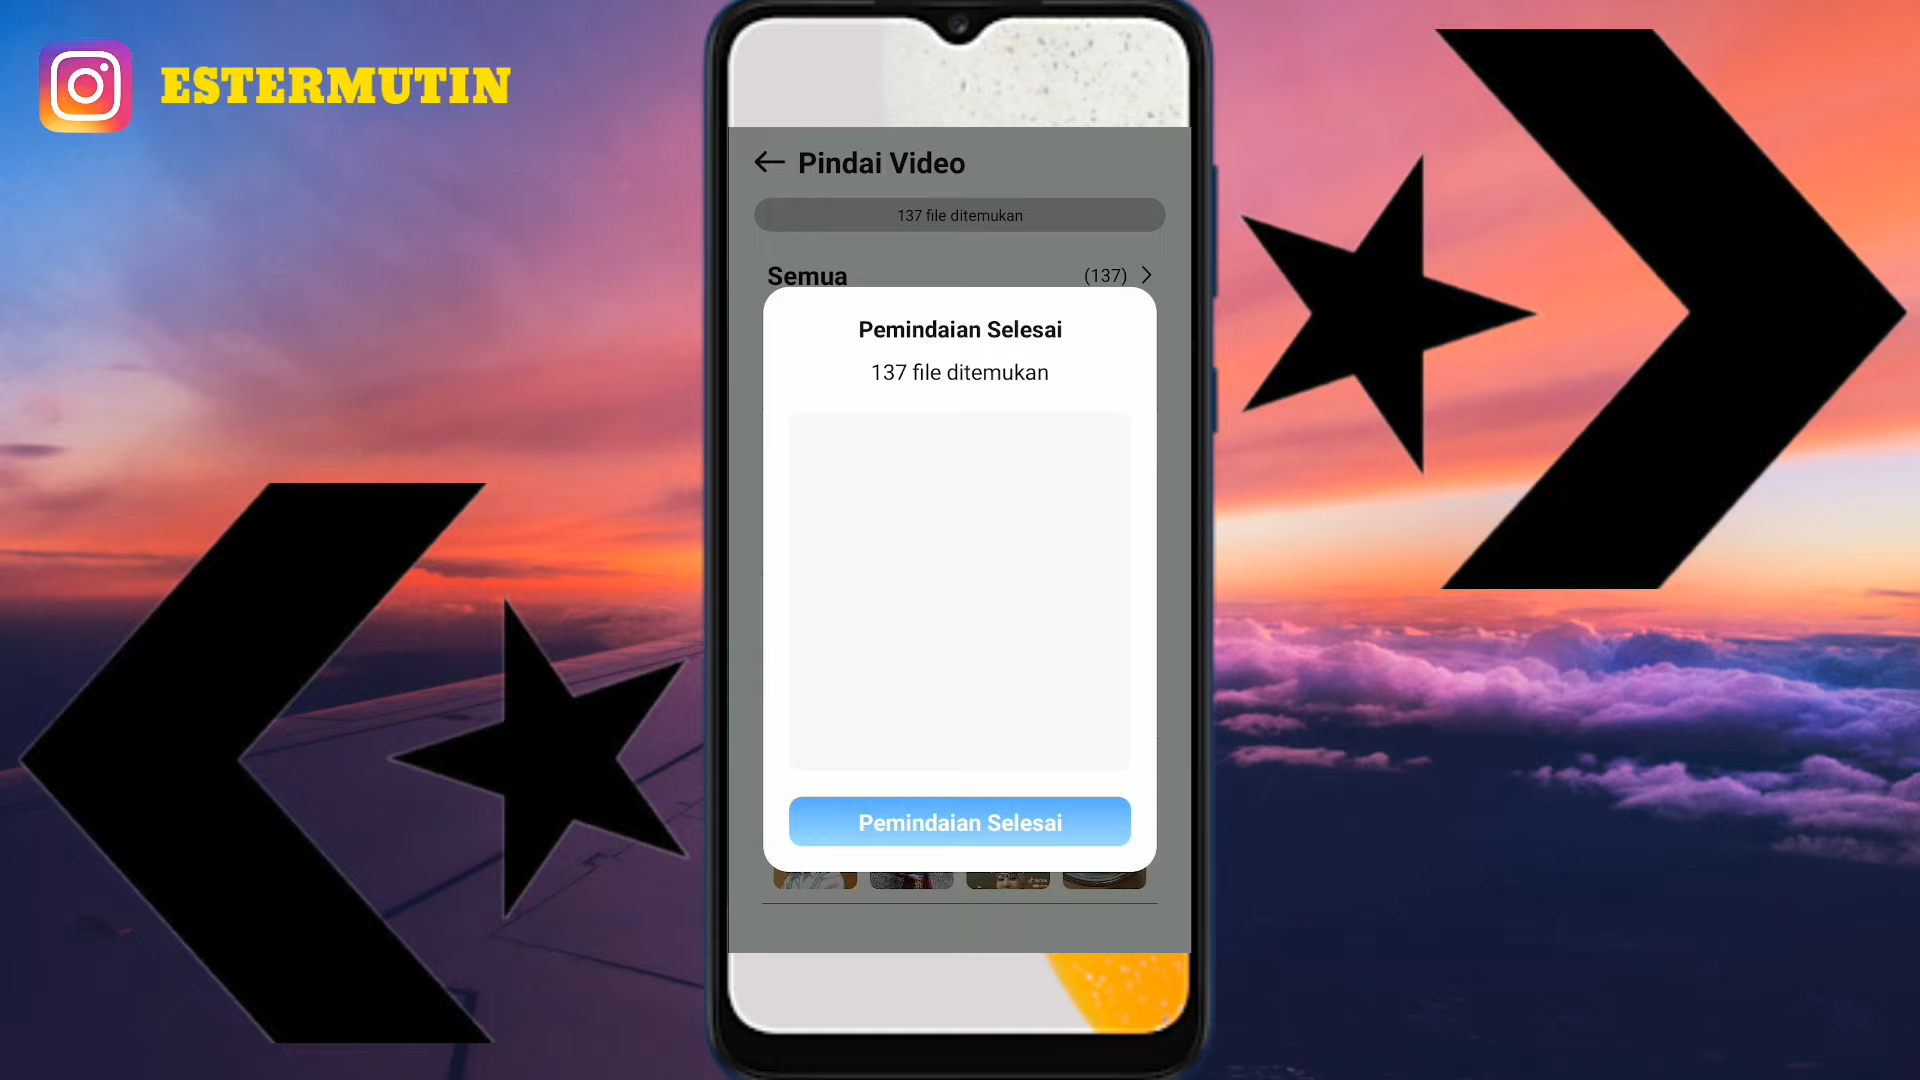 ESTERMUTIN
Pindai Video
137 file ditemukan
Semua
(137)
Pemindaian Selesai
137 file ditemukan
Pemindaian Selesai